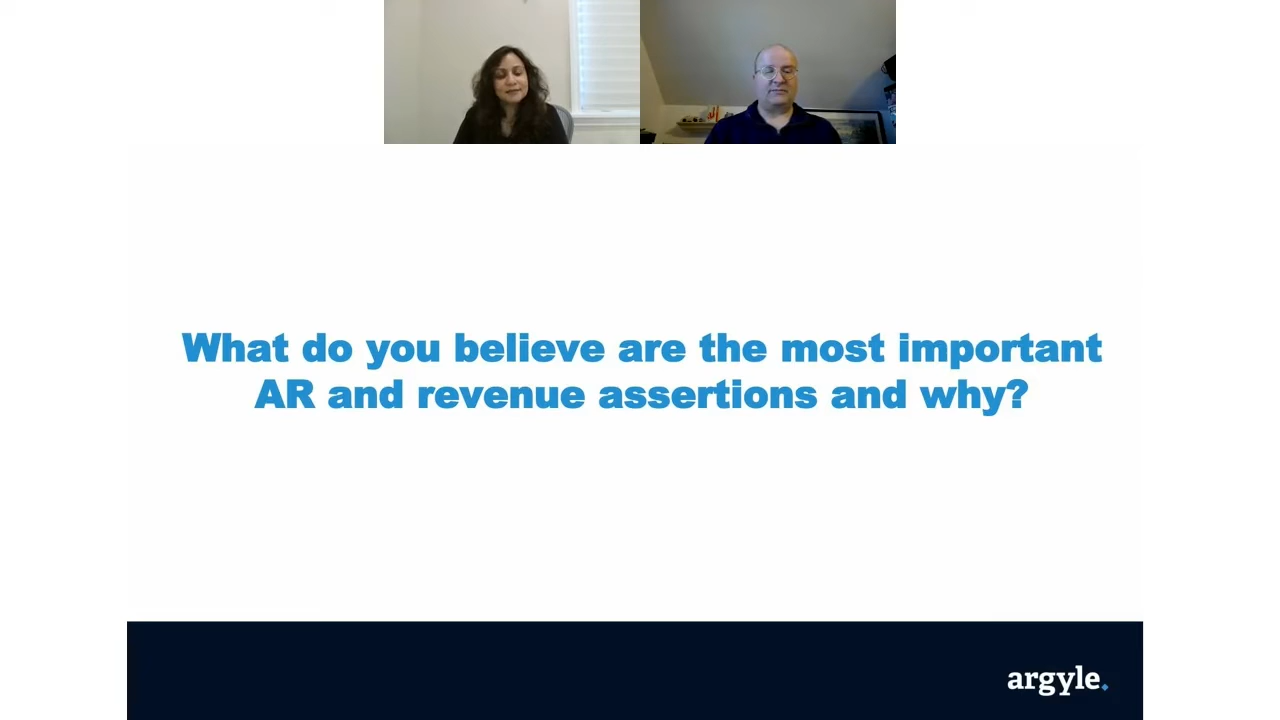 What do you believe are the most important
AR and revenue assertions and why?
argyle.